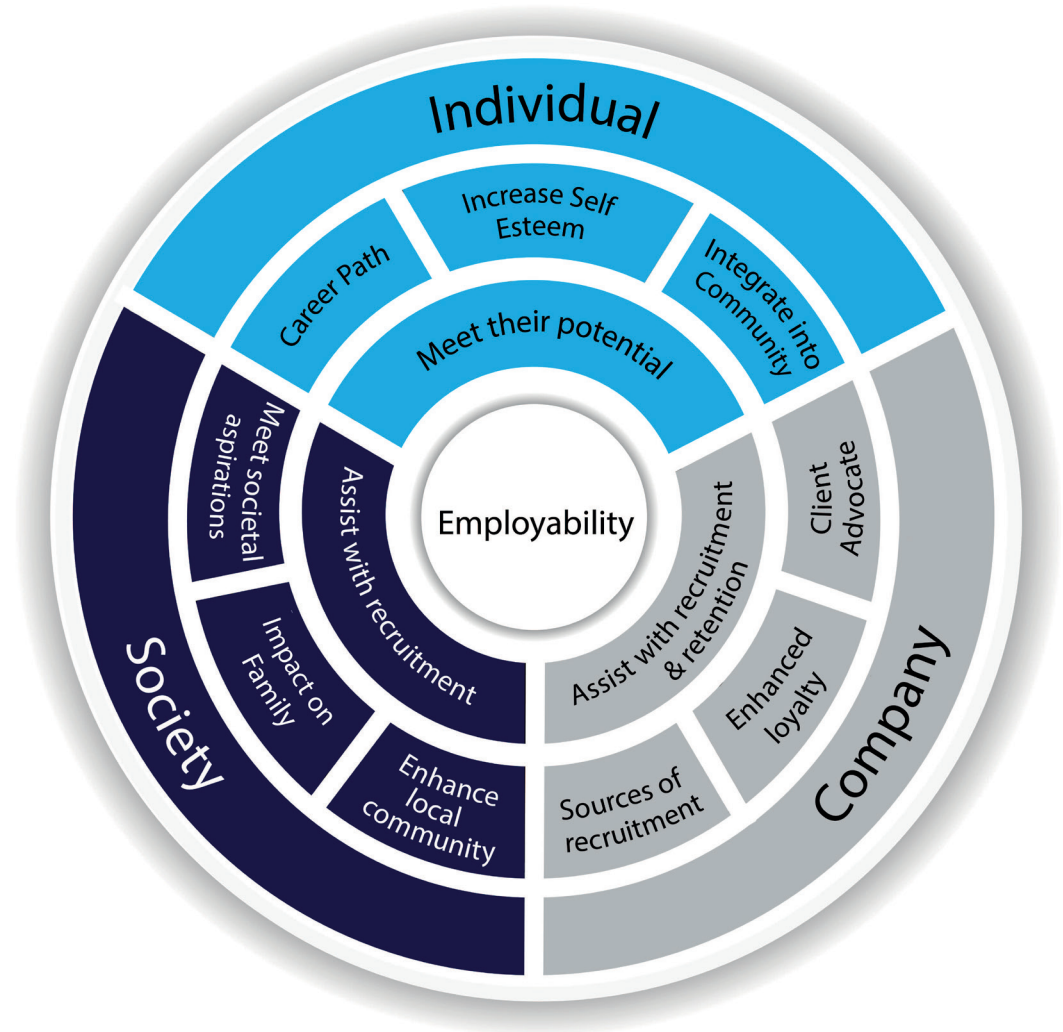 Individual
Increase Self
Esteem
Career Path
Integrate into
Community
Meet their potential
Employability
Society
Meet societal
aspirations
Impact on
Family
Enhance
local
community
Assist with recruitment
Company
Client
Advocate
Enhanced
loyalty
Sources of
recruitment
Assist with recruitment
& retention